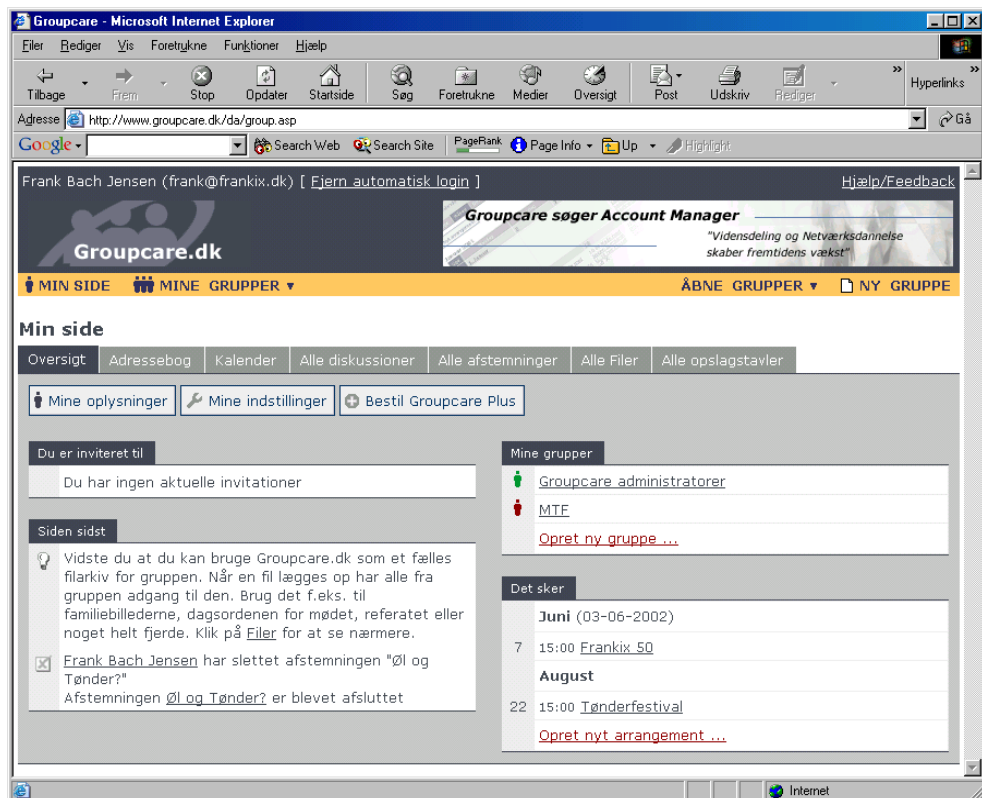 Groupcare - Microsoft Internet Explorer
Filer Rediger Vis Foretrukne Funktioner Hjælp
Tilbage Frem Stop Opdater Startside Søg Foretrukne Medier Oversigt Post Udskriv Rediger » Hyperlinks »
Adresse http://www.groupcare.dk/da/group.asp Gå
Google Search Web Search Site PageRank Page Info Up Highlight
Frank Bach Jensen (frank@frankix.dk) [ Fjern automatisk login ] Hjælp/Feedback
Groupcare.dk
Groupcare søger Account Manager
"Vidensdeling og Netværksdannelse
skaber fremtidens vækst"
MIN SIDE MINE GRUPPER ▼ ÅBNE GRUPPER ▼ NY GRUPPE
Min side
Oversigt Adressebog Kalender Alle diskussioner Alle afstemninger Alle Filer Alle opslagstavler
Mine oplysninger Mine indstillinger Bestil Groupcare Plus
Du er inviteret til
Du har ingen aktuelle invitationer
Siden sidst
Vidste du at du kan bruge Groupcare.dk som et fælles
filarkiv for gruppen. Når en fil lægges op har alle fra
gruppen adgang til den. Brug det f.eks. til
familiebillederne, dagsordenen for mødet, referatet eller
noget helt fjerde. Klik på Filer for at se nærmere.
Frank Bach Jensen har slettet afstemningen "Øl og
Tønder?"
Afstemningen Øl og Tønder? er blevet afsluttet
Mine grupper
Groupcare administratorer
MTF
Opret ny gruppe ...
Det sker
Juni (03-06-2002)
7 15:00 Frankix 50
August
22 15:00 Tønderfestival
Opret nyt arrangement ...
Internet